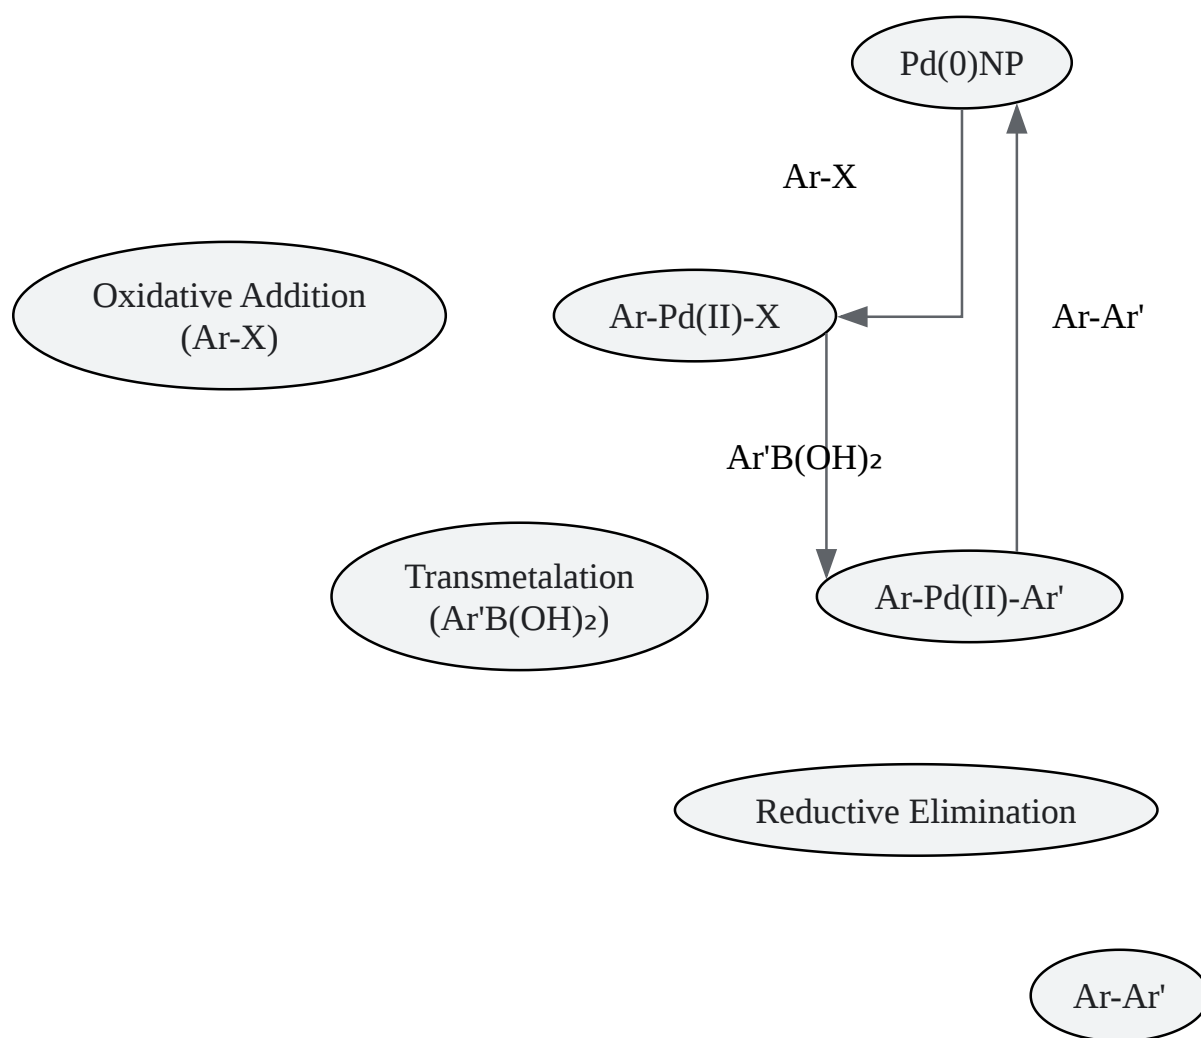 Pd(0)NP
Ar-X
Oxidative Addition
(Ar-X)
Ar-Pd(II)-X
Ar-Ar'
Ar'B(OH)₂
Transmetalation
(Ar'B(OH)₂)
Ar-Pd(II)-Ar'
Reductive Elimination
Ar-Ar'